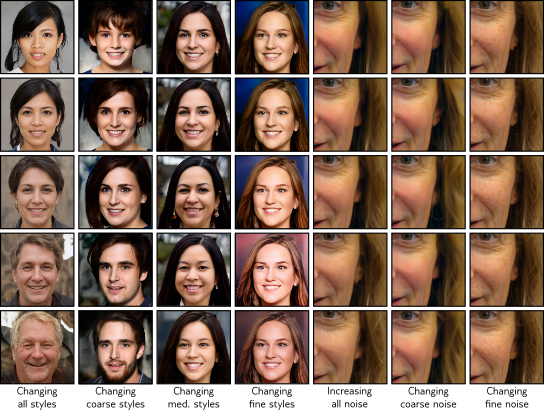 Changing all styles
Changing coarse styles
Changing med. styles
Changing fine styles
Increasing all noise
Changing coarse noise
Changing fine noise